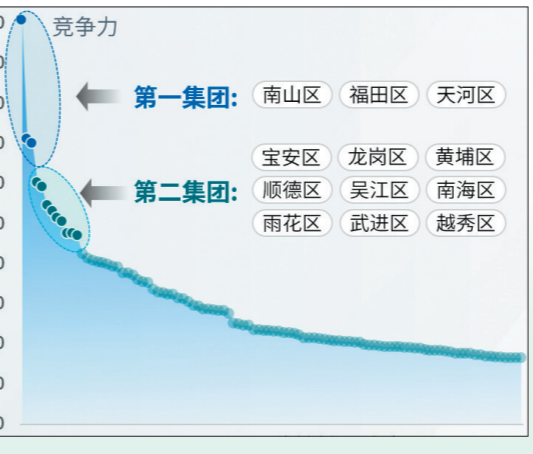 竞争力
第一集团: 南山区 福田区 天河区
宝安区 龙岗区 黄埔区
第二集团: 顺德区 吴江区 南海区
雨花区 武进区 越秀区